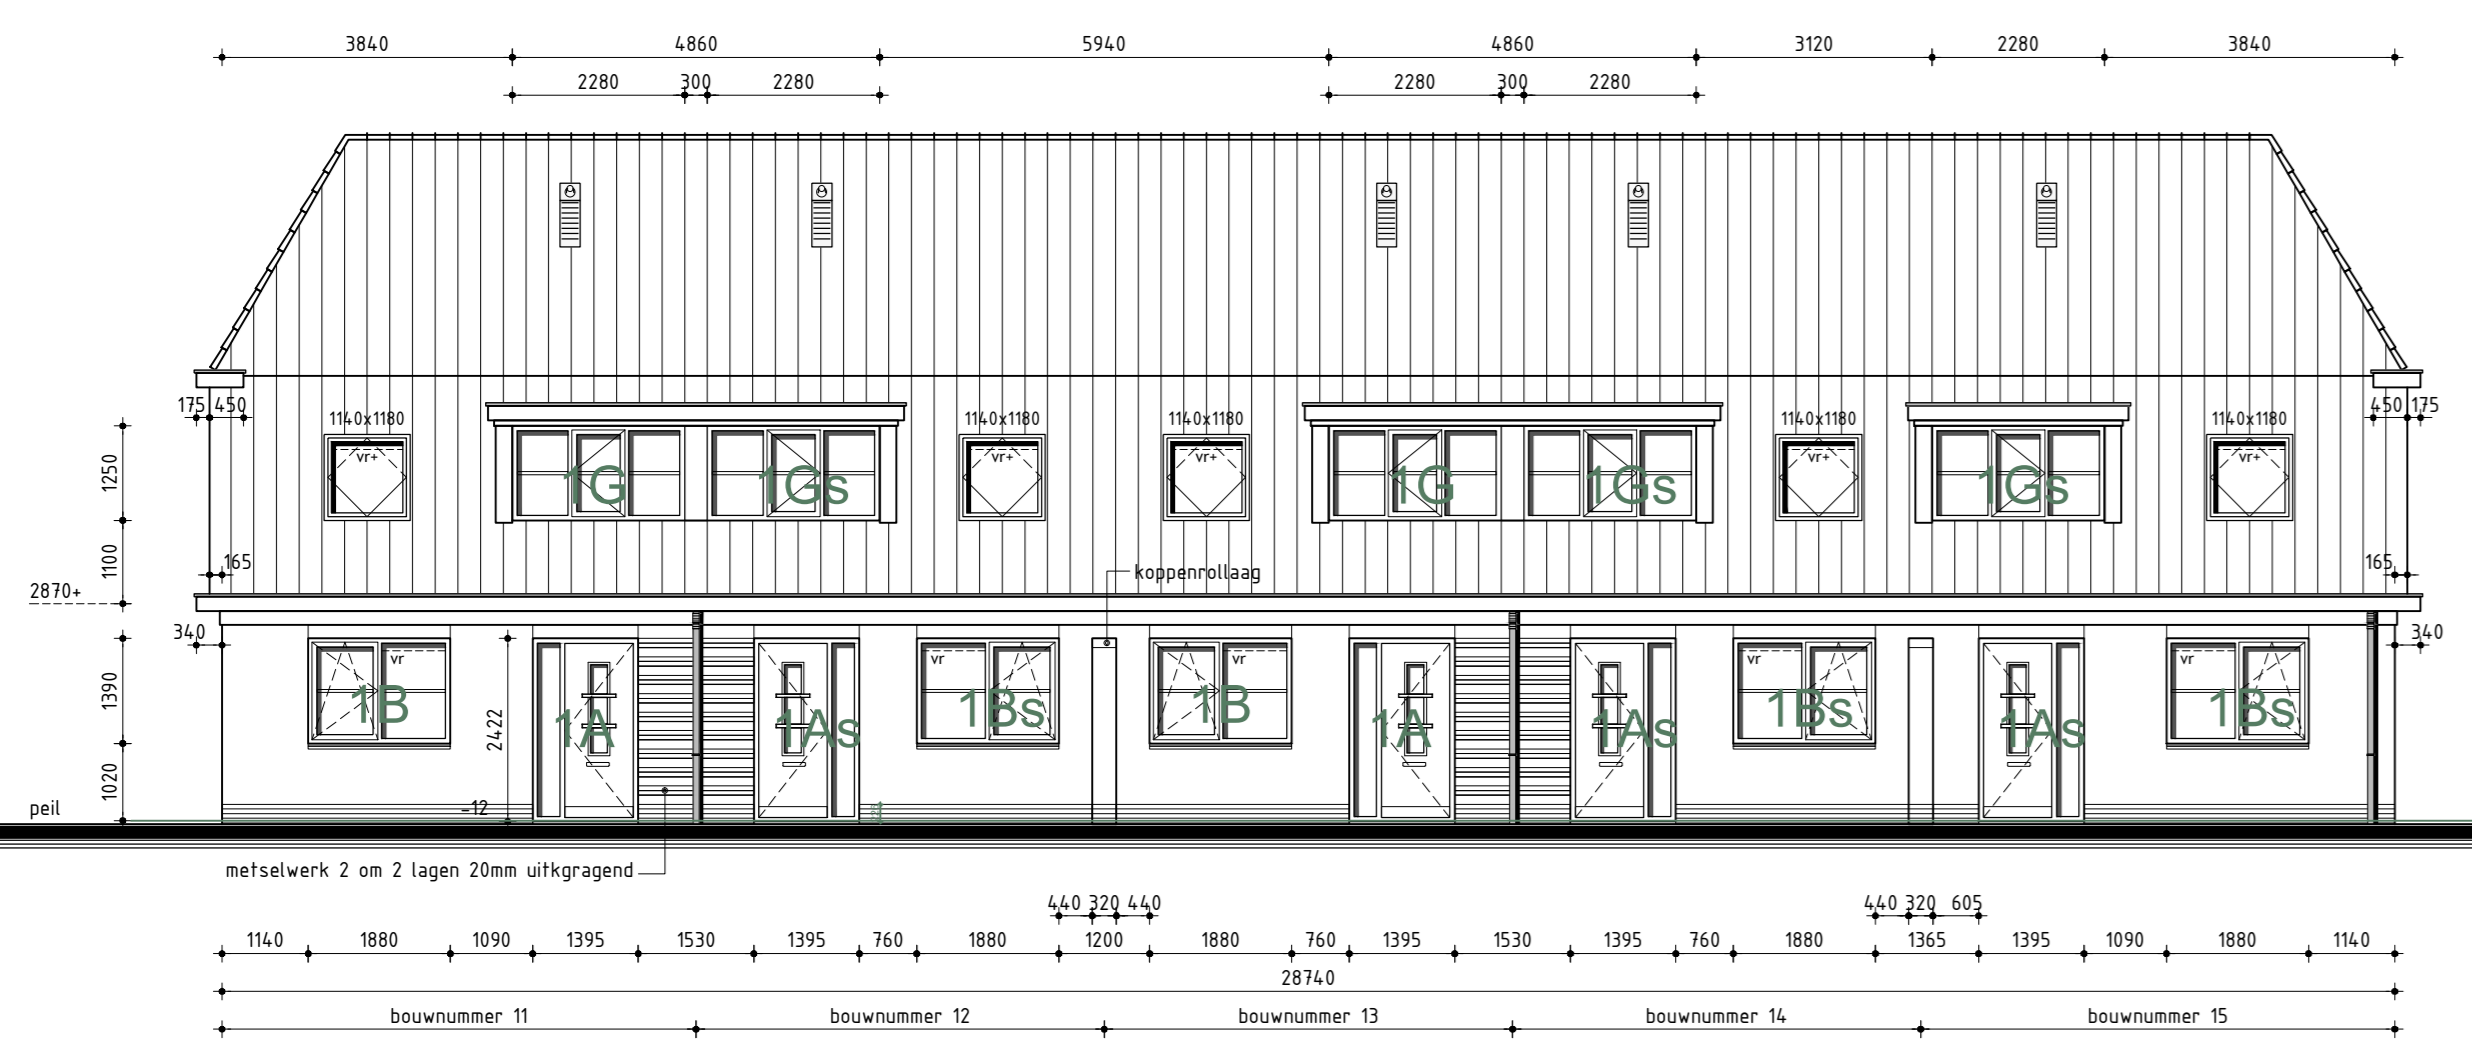 3840 4860 5940 4860 3120 2280 3840
2280 300 2280 2280 300 2280
175 450 450 175
1140x1180 1140x1180 1140x1180 1140x1180 1140x1180
vr+ vr+ vr+ vr+ vr+
1250
1G 1Gs 1G 1Gs 1Gs
1100
165 165
koppenrollaag
2870+
340 340
vr vr vr vr vr
1390
2422
1B 1A 1As 1Bs 1B 1A 1As 1Bs 1As 1Bs
1020
peil
-12
metselwerk 2 om 2 lagen 20mm uitkgragend
440 320 440 440 320 605
1140 1880 1090 1395 1530 1395 760 1880 1200 1880 760 1395 1530 1395 760 1880 1365 1395 1090 1880 1140
28740
bouwnummer 11 bouwnummer 12 bouwnummer 13 bouwnummer 14 bouwnummer 15